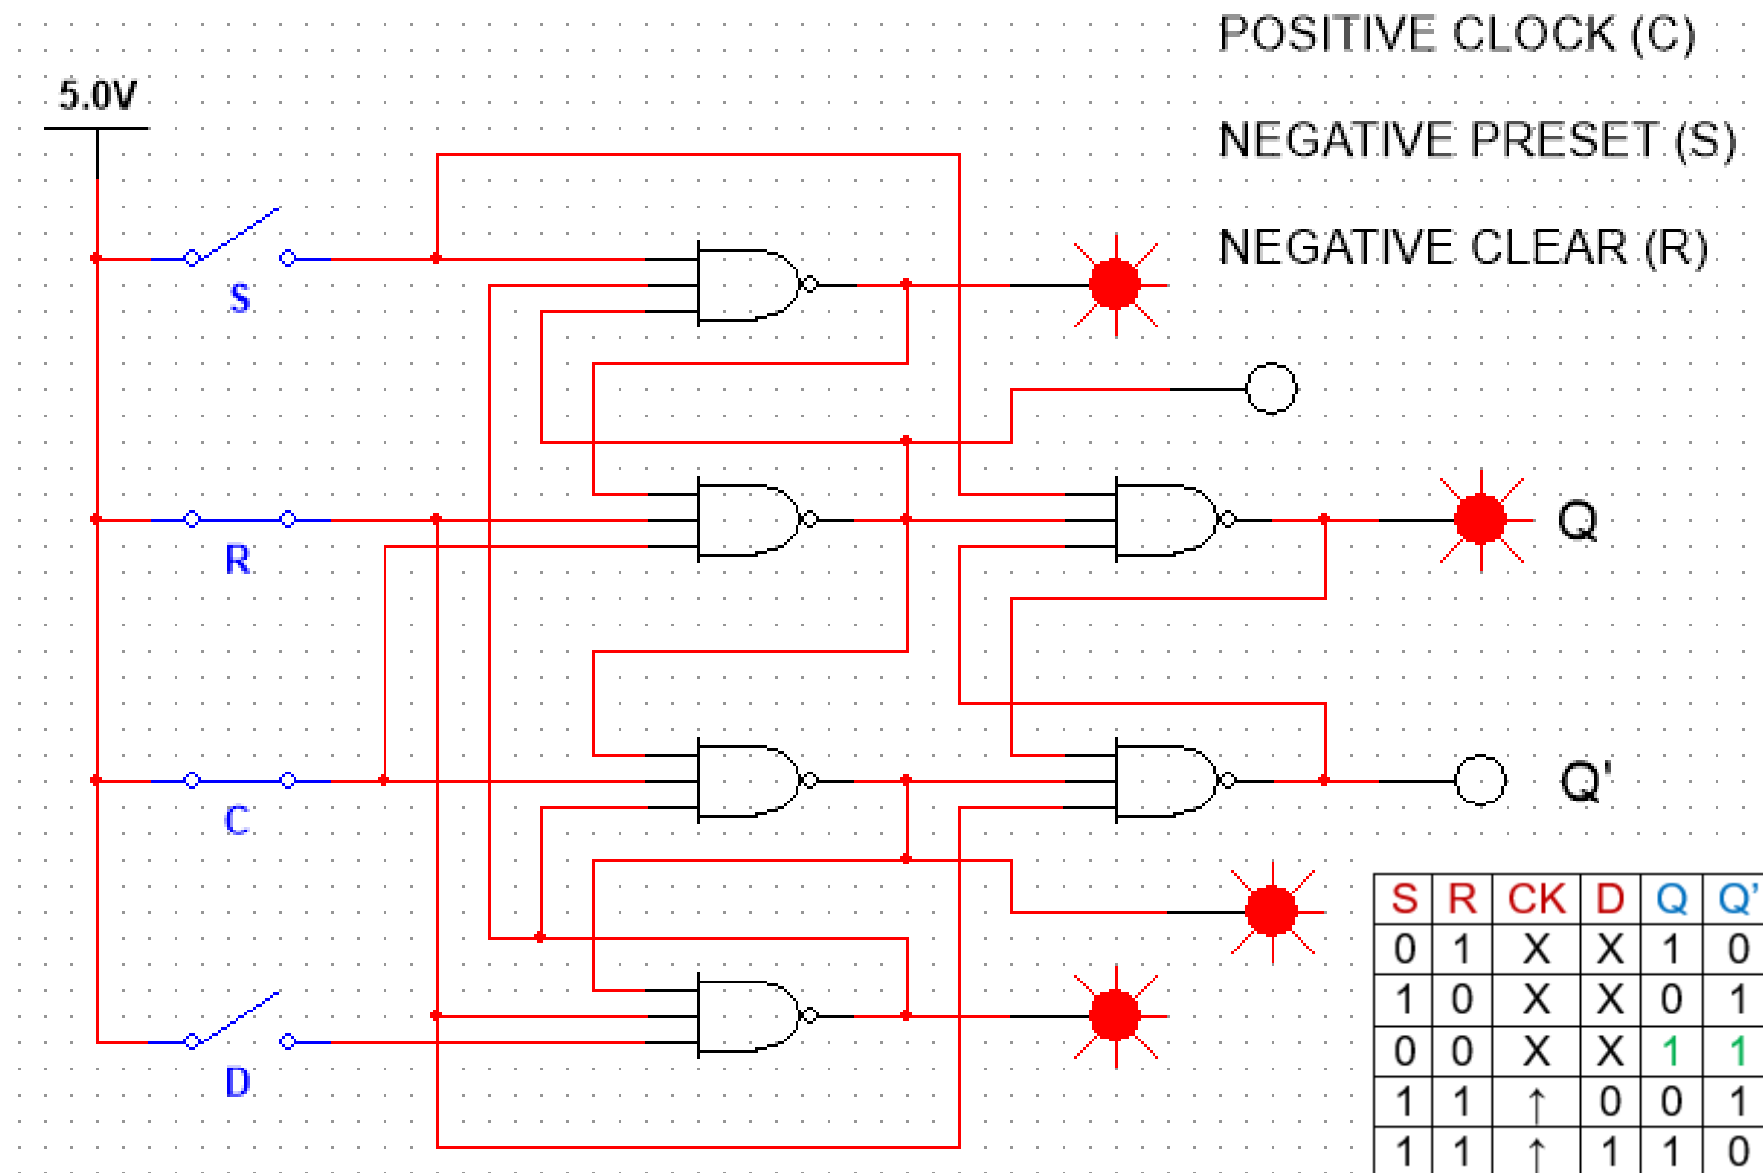 POSITIVE CLOCK (C)
5.0V
NEGATIVE PRESET (S)
NEGATIVE CLEAR (R)
S
Q
R
Q'
C
D
S R CK D Q Q'
0 1 X X 1 0
1 0 X X 0 1
0 0 X X 1 1
1 1 ↑ 0 0 1
1 1 ↑ 1 1 0